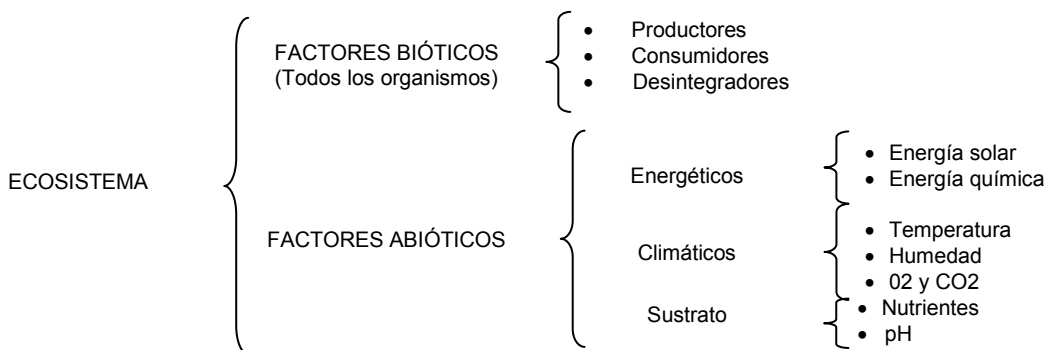 ECOSISTEMA
FACTORES BIÓTICOS
(Todos los organismos)
• Productores
• Consumidores
• Desintegradores
FACTORES ABIÓTICOS
Energéticos
• Energía solar
• Energía química
Climáticos
• Temperatura
• Humedad
• 02 y CO2
Sustrato
• Nutrientes
• pH